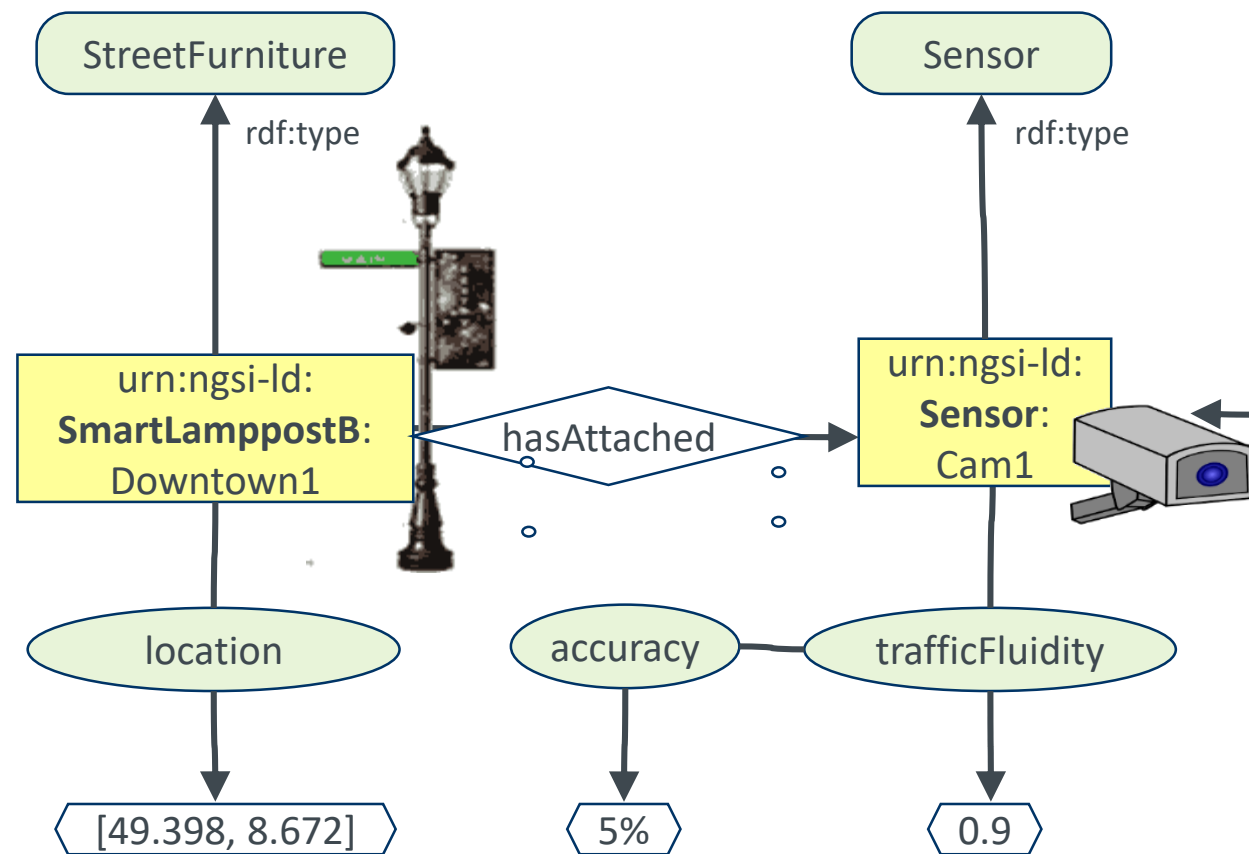 StreetFurniture
Sensor
rdf:type
rdf:type
urn:ngsi-ld:
SmartLamppostB:
Downtown1
hasAttached
urn:ngsi-ld:
Sensor:
Cam1
location
accuracy
trafficFluidity
[49.398, 8.672]
5%
0.9